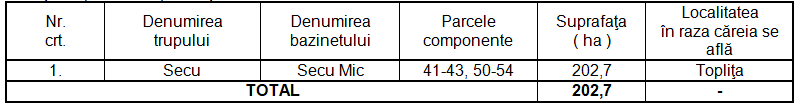 Nr. crt. Denumirea trupului Denumirea bazinetului Parcele componente Suprafaţa ( ha ) Localitatea în raza căreia se află
1. Secu Secu Mic 41-43, 50-54 202,7 Topliţa
TOTAL 202,7 -